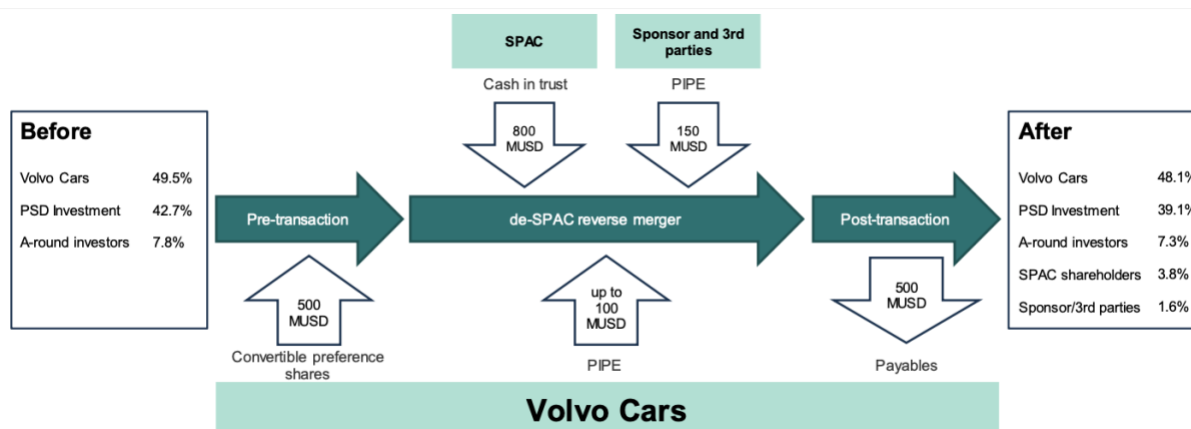 SPAC
Sponsor and 3rd
parties
Cash in trust
PIPE
800
MUSD
150
MUSD
Before
Volvo Cars 49.5%
PSD Investment 42.7%
A-round investors 7.8%
Pre-transaction
de-SPAC reverse merger
Post-transaction
After
Volvo Cars 48.1%
PSD Investment 39.1%
A-round investors 7.3%
SPAC shareholders 3.8%
Sponsor/3rd parties 1.6%
500
MUSD
Convertible preference
shares
up to
100
MUSD
PIPE
500
MUSD
Payables
Volvo Cars